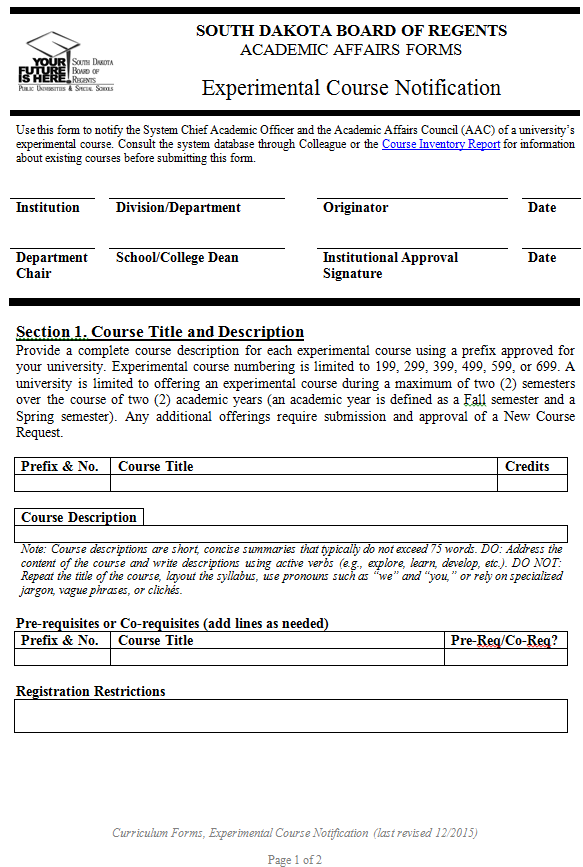 SOUTH DAKOTA BOARD OF REGENTS
ACADEMIC AFFAIRS FORMS
Experimental Course Notification
YOUR
FUTURE
IS HERE!
SOUTH DAKOTA
BOARD OF
REGENTS
PUBLIC UNIVERSITIES & SPECIAL SCHOOLS
Use this form to notify the System Chief Academic Officer and the Academic Affairs Council (AAC) of a university's
experimental course. Consult the system database through Colleague or the Course Inventory Report for information
about existing courses before submitting this form.
Institution Division/Department Originator Date
Department School/College Dean Institutional Approval Date
Chair Signature
Section 1. Course Title and Description
Provide a complete course description for each experimental course using a prefix approved for
your university. Experimental course numbering is limited to 199, 299, 399, 499, 599, or 699. A
university is limited to offering an experimental course during a maximum of two (2) semesters
over the course of two (2) academic years (an academic year is defined as a Fall semester and a
Spring semester). Any additional offerings require submission and approval of a New Course
Request.
Prefix & No. Course Title Credits
Course Description
Note: Course descriptions are short, concise summaries that typically do not exceed 75 words. DO: Address the
content of the course and write descriptions using active verbs (e.g., explore, learn, develop, etc.). DO NOT:
Repeat the title of the course, layout the syllabus, use pronouns such as “we” and “you,” or rely on specialized
jargon, vague phrases, or clichés.
Pre-requisites or Co-requisites (add lines as needed)
Prefix & No. Course Title Pre-Req/Co-Req?
Registration Restrictions
Curriculum Forms, Experimental Course Notification (last revised 12/2015)
Page 1 of 2